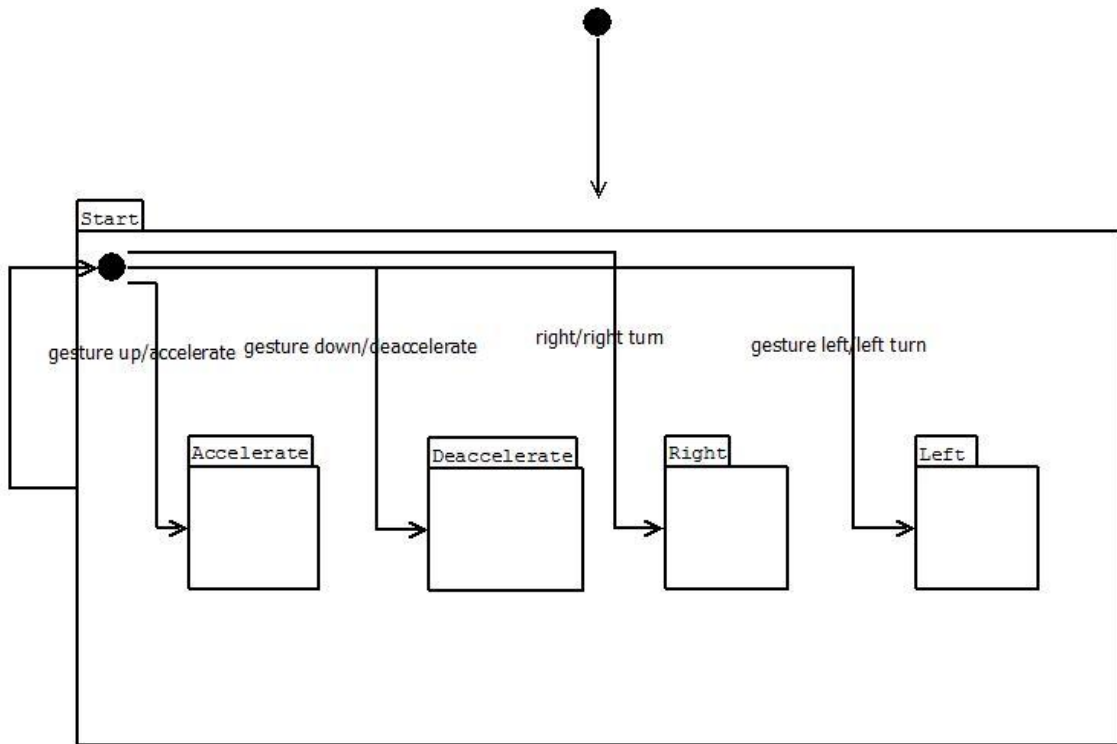 Start
gesture up/accelerate
gesture down/deaccelerate
right/right turn
gesture left/left turn
Accelerate
Deaccelerate
Right
Left